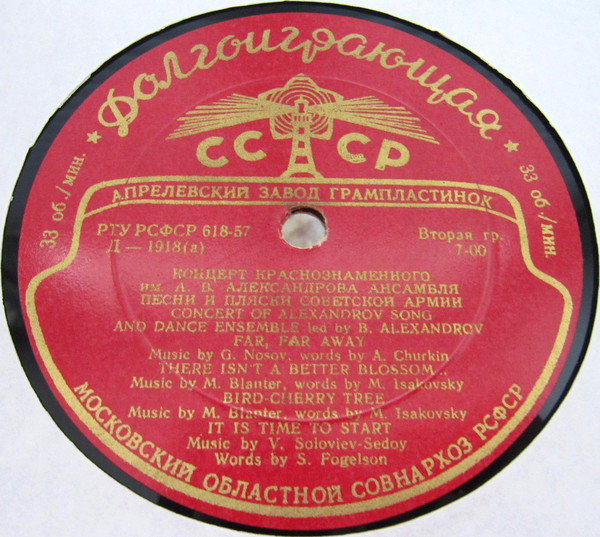 ★ Долгоиграющая ★
СССР
33 об./мин.
33 об./мин.
АПРЕЛЕВСКИЙ ЗАВОД ГРАМПЛАСТИНОК
РТУ РСФСР 618-57
Вторая гр.
Д — 1918(а)
7-00
КОНЦЕРТ КРАСНОЗНАМЕННОГО
им. А. В. АЛЕКСАНДРОВА АНСАМБЛЯ
ПЕСНИ И ПЛЯСКИ СОВЕТСКОЙ АРМИИ
CONCERT OF ALEXANDROV SONG
AND DANCE ENSEMBLE led by B. ALEXANDROV
FAR, FAR AWAY
Music by G. Nosov, words by A. Churkin
THERE ISN'T A BETTER BLOSSOM...
Music by M. Blanter, words by M. Isakovsky
BIRD-CHERRY TREE
Music by M. Blanter, words by M. Isakovsky
IT IS TIME TO START
Music by V. Soloviev-Sedoy
Words by S. Fogelson
МОСКОВСКИЙ ОБЛАСТНОЙ СОВНАРХОЗ РСФСР